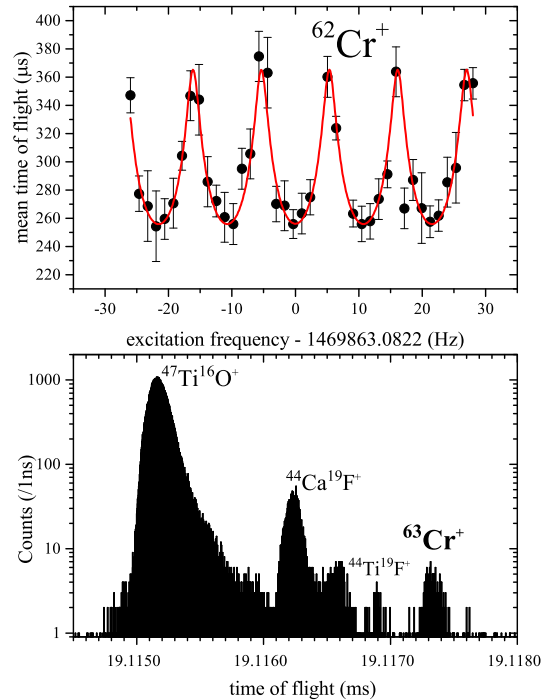 400
380
360
340
320
300
280
260
240
220
mean time of flight (μs)
⁶²Cr⁺
-30 -20 -10 0 10 20 30
excitation frequency - 1469863.0822 (Hz)
1000
100
10
1
Counts (/1ns)
⁴⁷Ti¹⁶O⁺
⁴⁴Ca¹⁹F⁺
⁶³Cr⁺
⁴⁴Ti¹⁹F⁺
19.1150 19.1160 19.1170 19.1180
time of flight (ms)